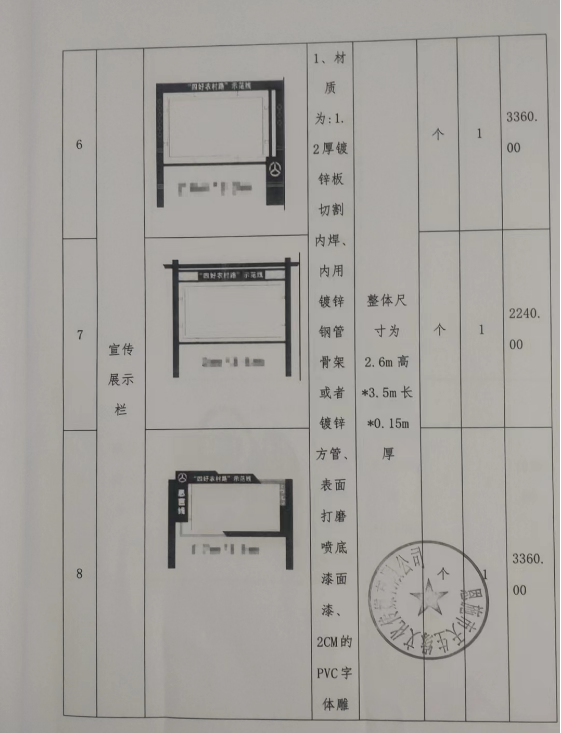 6
"四好农村路"示范线
1、材
质
为:1.
2厚镀
锌板
切割
内焊、
内用
镀锌
钢管
骨架
或者
镀锌
方管、
表面
打磨
喷底
漆面
漆、
2CM的
PVC字
体雕
个
1
3360.
00
7
宣传
展示
栏
"四好农村路"示范线
整体尺
寸为
2.6m高
*3.5m长
*0.15m
厚
个
1
2240.
00
8
"四好农村路"示范线
个
1
3360.
00